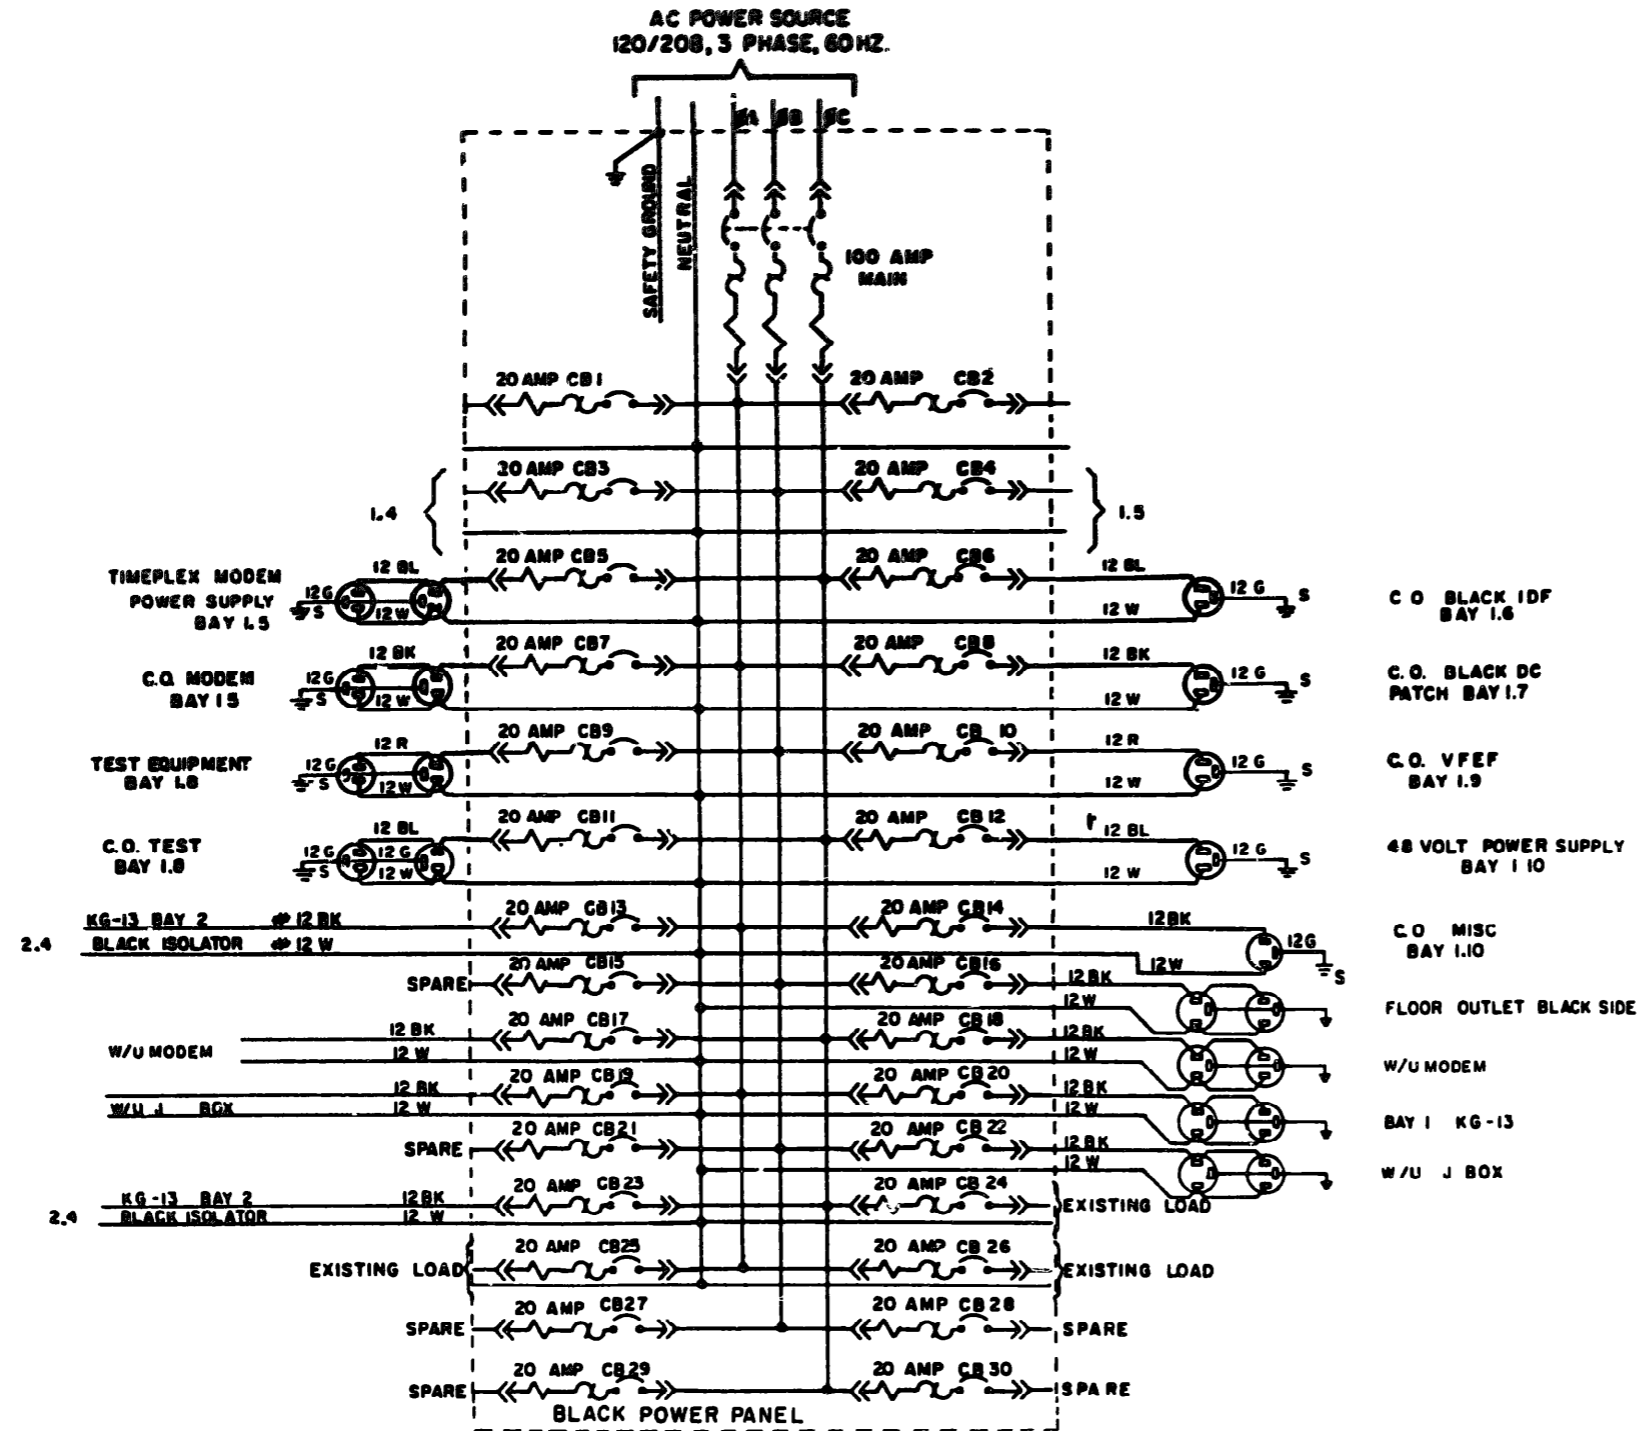 AC POWER SOURCE
120/208, 3 PHASE, 60 HZ.
ØA ØB ØC
SAFETY GROUND
NEUTRAL
100 AMP
MAIN
20 AMP CB1
20 AMP CB2
20 AMP CB3
20 AMP CB4
1.4
1.5
TIMEPLEX MODEM
POWER SUPPLY
BAY 1.5
12 G
S
12 BL
12 W
20 AMP CB5
20 AMP CB6
12 BL
12 W
12 G
S
C O BLACK IDF
BAY 1.6
C.O. MODEM
BAY 1 5
12 G
S
12 BK
12 W
20 AMP CB7
20 AMP CB8
12 BK
12 W
12 G
S
C.O. BLACK DC
PATCH BAY 1.7
TEST EQUIPMENT
BAY 1.8
12 G
S
12 R
12 W
20 AMP CB9
20 AMP CB 10
12 R
12 W
12 G
S
C.O. VFEF
BAY 1.9
C.O. TEST
BAY 1.8
12 G
S
12 BL
12 G
12 W
20 AMP CB11
20 AMP CB 12
12 BL
12 W
12 G
S
48 VOLT POWER SUPPLY
BAY 1 10
2.4
KG-13 BAY 2 # 12 BK
BLACK ISOLATOR # 12 W
20 AMP CB13
20 AMP CB14
12BK
12W
12G
S
C O MISC
BAY 1.10
SPARE
20 AMP CB15
20 AMP CB16
12 BK
12 W
FLOOR OUTLET BLACK SIDE
W/U MODEM
12 BK
12 W
20 AMP CB17
20 AMP CB 18
12 BK
12 W
W/U MODEM
W/U J BOX
12 BK
12 W
20 AMP CB19
20 AMP CB 20
12 BK
12 W
BAY 1 KG-13
SPARE
20 AMP CB21
20 AMP CB 22
12 BK
12 W
W/U J BOX
2.4
KG-13 BAY 2 12 BK
BLACK ISOLATOR 12 W
20 AMP CB 23
20 AMP CB 24
EXISTING LOAD
EXISTING LOAD
20 AMP CB25
20 AMP CB 26
EXISTING LOAD
SPARE
20 AMP CB27
20 AMP CB 28
SPARE
SPARE
20 AMP CB 29
20 AMP CB 30
SPARE
BLACK POWER PANEL